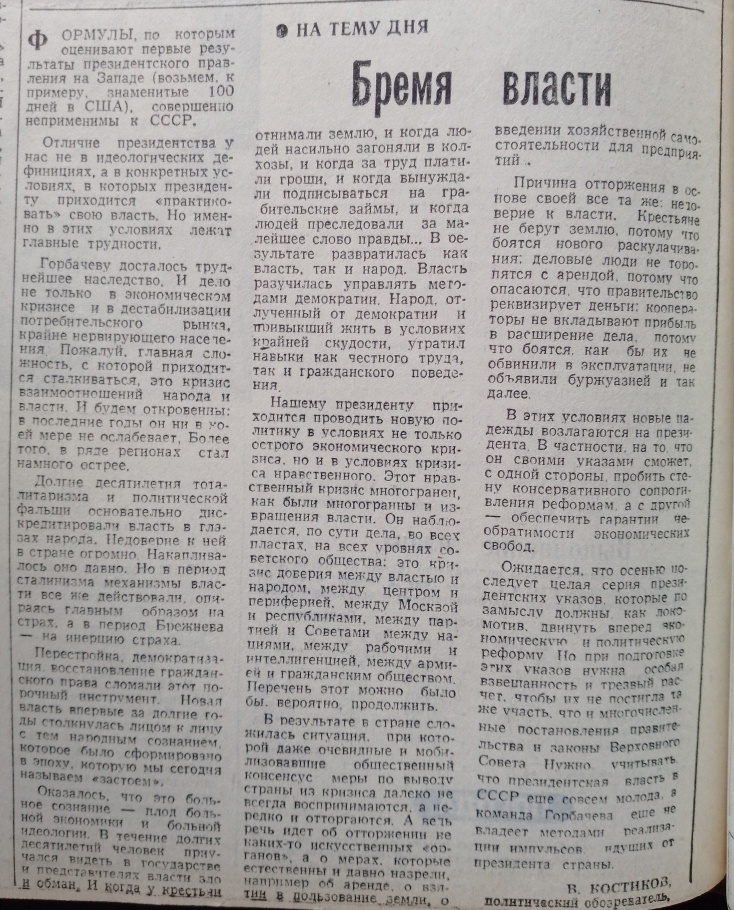 НА ТЕМУ ДНЯ
Бремя власти
ФОРМУЛЫ, по которым
оценивают первые резуль-
таты президентского прав-
ления на Западе (возьмем, к
примеру, знаменитые 100
дней в США), совершенно
неприменимы к СССР.
Отличие президентства у
нас не в идеологических де-
финициях, а в конкретных ус-
ловиях, в которых президен-
ту приходится «практико-
вать» свою власть. Но имен-
но в этих условиях лежат
главные трудности.
Горбачеву досталось труд-
нейшее наследство. И дело
не только в экономическом
кризисе и в дестабилизации
потребительского рынка,
крайне нервирующего населе-
ния Пожалуй, главная сло-
жность, с которой приходит-
ся сталкиваться, это кризис
взаимоотношений народа и
власти. И будем откровенны:
в последние годы он ни в ко-
ей мере не ослабевает. Более
того, в ряде регионах стал
намного острее.
Долгие десятилетия тота-
литаризма и политической
фальши основательно дис-
кредитировали власть в гла-
зах народа. Недоверие к ней
в стране огромно. Накаплива-
лось оно давно. Но в период
сталинизма механизмы влас-
ти все же действовали, опи-
раясь главным образом на
страх, а в период Брежнева
— на инерцию страха.
Перестройка, демократиза-
ция, восстановление граждан-
ского права сломали этот по-
рочный инструмент. Новая
власть впервые за долгие го-
ды столкнулась лицом к лицу
с тем народным сознанием,
которое было сформировано
в эпоху, которую мы сегодня
называем «застоем».
Оказалось, что это боль-
ное сознание — плод боль-
ной экономики и больной
идеологии. В течение долгих
десятилетий человек приу-
чался видеть в государстве
и представителях власти зло
и обман. И когда у крестьян
отнимали землю, и когда лю-
дей насильно загоняли в кол-
хозы, и когда за труд плати-
ли гроши, и когда вынужда-
ли подписываться на гра-
бительские займы, и когда
людей преследовали за ма-
лейшее слово правды... В ре-
зультате развратилась как
власть, так и народ. Власть
разучилась управлять мето-
дами демократии. Народ, от-
лученный от демократии и
привыкший жить в условиях
крайней скудости, утратил
навыки как честного труда,
так и гражданского поведе-
ния.
Нашему президенту при-
ходится проводить новую по-
литику в условиях не только
острого экономического кри-
зиса, но и в условиях кризи-
са нравственного. Этот нрав-
ственный кризис многогранен,
как были многогранны и из-
вращения власти. Он наблю-
дается, по сути дела, во всех
пластах, на всех уровнях со-
ветского общества: это кри-
зис доверия между властью и
народом, между центром и
периферией, между Москвой
и республиками, между пар-
тией и Советами между на-
циями, между рабочими и
интеллигенцией, между арми-
ей и гражданским обществом.
Перечень этот можно было
бы, вероятно, продолжить.
В результате в стране сло-
жилась ситуация, при кото-
рой даже очевидные и моби-
лизовавшие общественный
консенсус меры по выводу
страны из кризиса далеко не
всегда воспринимаются, а не-
редко и отторгаются. А ведь
речь идет об отторжении не
каких-то искусственных «ор-
ганов», а о мерах, которые
естественны и давно назрели,
например об аренде, о взя-
тии в пользование земли, о
введении хозяйственной само-
стоятельности для предприя-
тий..
Причина отторжения в ос-
нове своей все та же: недо-
верие к власти. Крестьяне
не берут землю, потому что
боятся нового раскулачива-
ния; деловые люди не торо-
пятся с арендой, потому что
опасаются, что правительство
реквизирует деньги; коопера-
торы не вкладывают прибыль
в расширение дела, потому
что боятся, как бы их не
обвинили в эксплуатации, не
объявили буржуазией и так
далее.
В этих условиях новые на-
дежды возлагаются на прези-
дента. В частности, на то, что
он своими указами сможет,
с одной стороны, пробить сте-
ну консервативного сопроти-
вления реформам, а с другой
— обеспечить гарантии не-
обратимости экономических
свобод.
Ожидается, что осенью по-
следует целая серия прези-
дентских указов, которые по
замыслу должны, как локо-
мотив, двинуть вперед эко-
номическую и политическую
реформу Но при подготовке
этих указов нужна особая
взвешанность и трезвый рас-
чет, чтобы их не постигла та
же участь, что и многочислен-
ные постановления правите-
льства и законы Верховного
Совета Нужно учитывать,
что президентская власть в
СССР еще совсем молода, а
команда Горбачева еще не
владеет методами реализа-
ции импульсов, идущих от
президента страны.
В. КОСТИКОВ,
политический обозреватель,